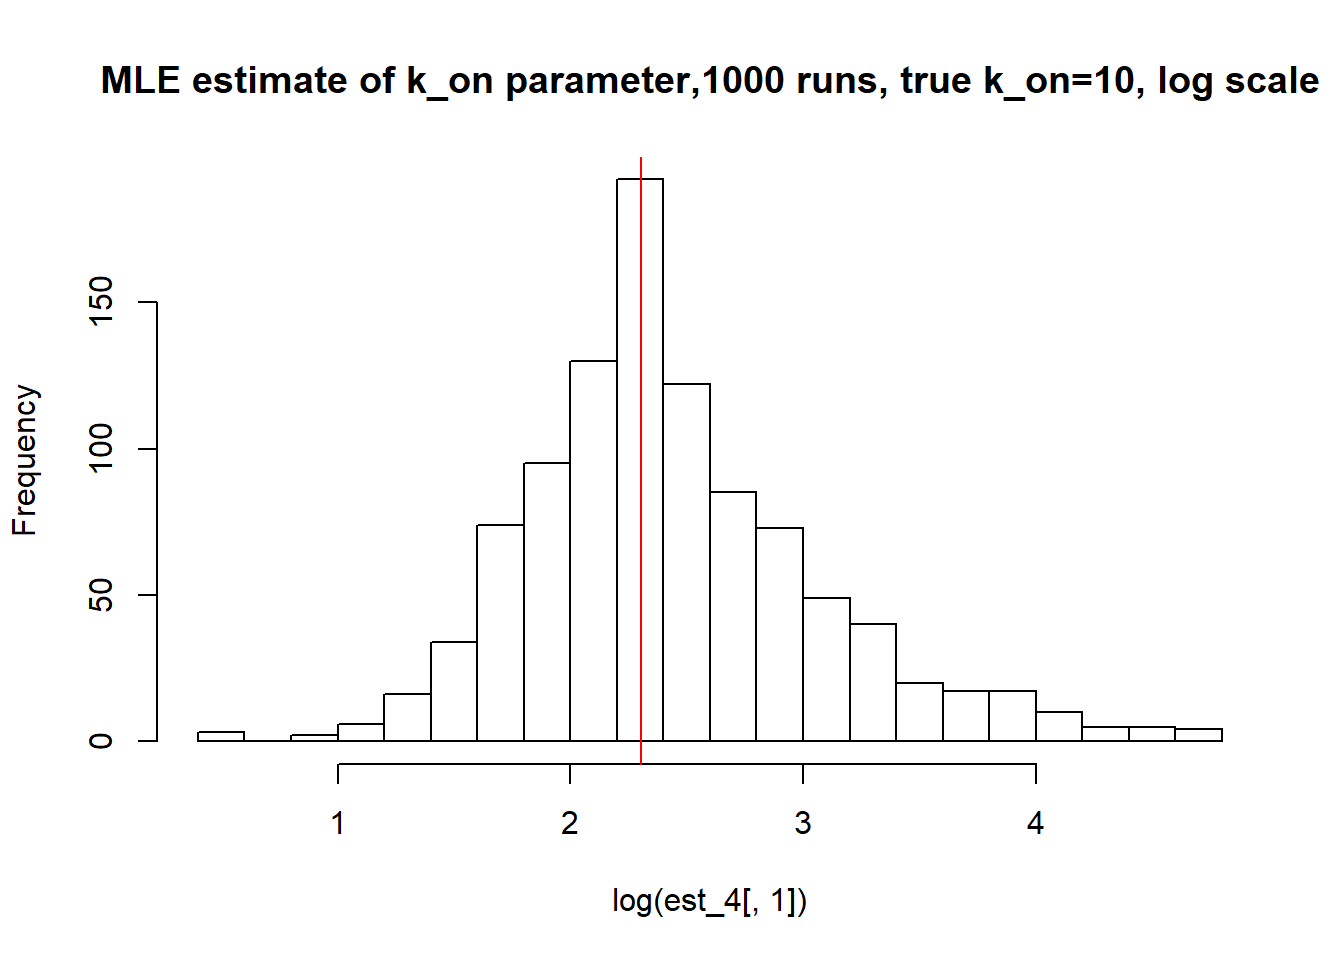 MLE estimate of k_on parameter,1000 runs, true k_on=10, log scale
Frequency
150
100
50
0
1 2 3 4
log(est_4[, 1])